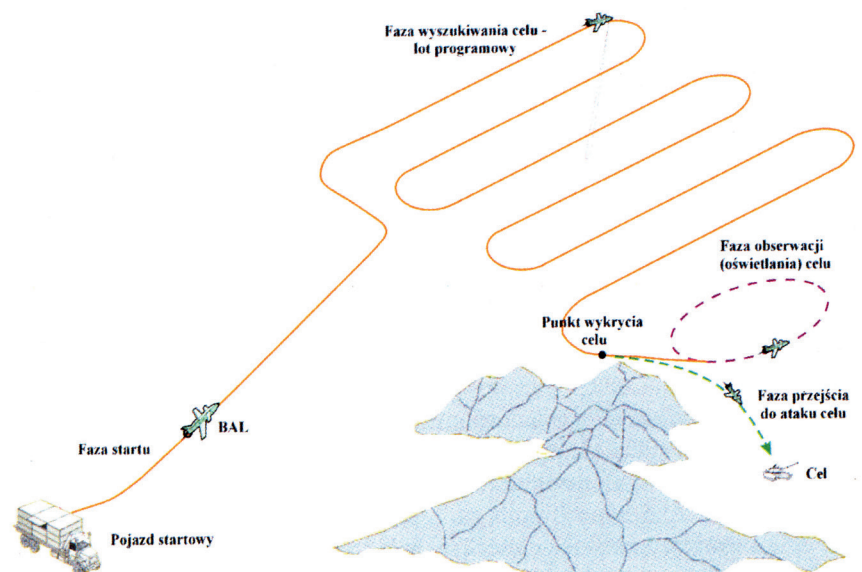 Faza wyszukiwania celu -
lot programowy
Faza obserwacji
(oświetlania) celu
Punkt wykrycia
celu
Faza przejścia
do ataku celu
BAL
Faza startu
Cel
Pojazd startowy